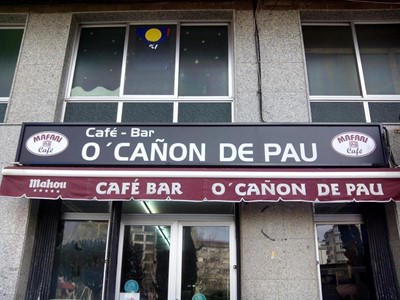 Café - Bar
MAFARI
Café
O´CAÑON DE PAU
MAFARI
Café
Mahou
CAFÉ BAR O´CAÑON DE PAU